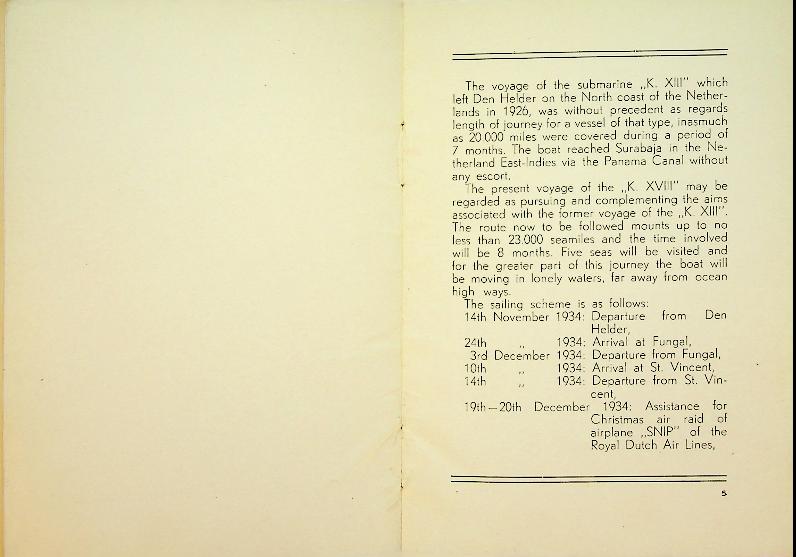 The voyage of the submarine „K. XIII" which
left Den Helder on the North coast of the Nether-
lands in 1926, was without precedent as regards
length of journey for a vessel of that type, inasmuch
as 20.000 miles were covered during a period of
7 months. The boat reached Surabaja in the Ne-
therland East-Indies via the Panama Canal without
any escort.
The present voyage of the „K. XVIII" may be
regarded as pursuing and complementing the aims
associated with the former voyage of the „K. XIII".
The route now to be followed mounts up to no
less than 23.000 seamiles and the time involved
will be 8 months. Five seas will be visited and
for the greater part of this journey the boat will
be moving in lonely waters, far away from ocean
high ways.
The sailing scheme is as follows:
14th November 1934: Departure from Den
Helder,
24th „ 1934: Arrival at Fungal,
3rd December 1934: Departure from Fungal,
10th „ 1934: Arrival at St. Vincent,
14th „ 1934: Departure from St. Vin-
cent,
19th—20th December 1934: Assistance for
Christmas air raid of
airplane „SNIP" of the
Royal Dutch Air Lines,
5